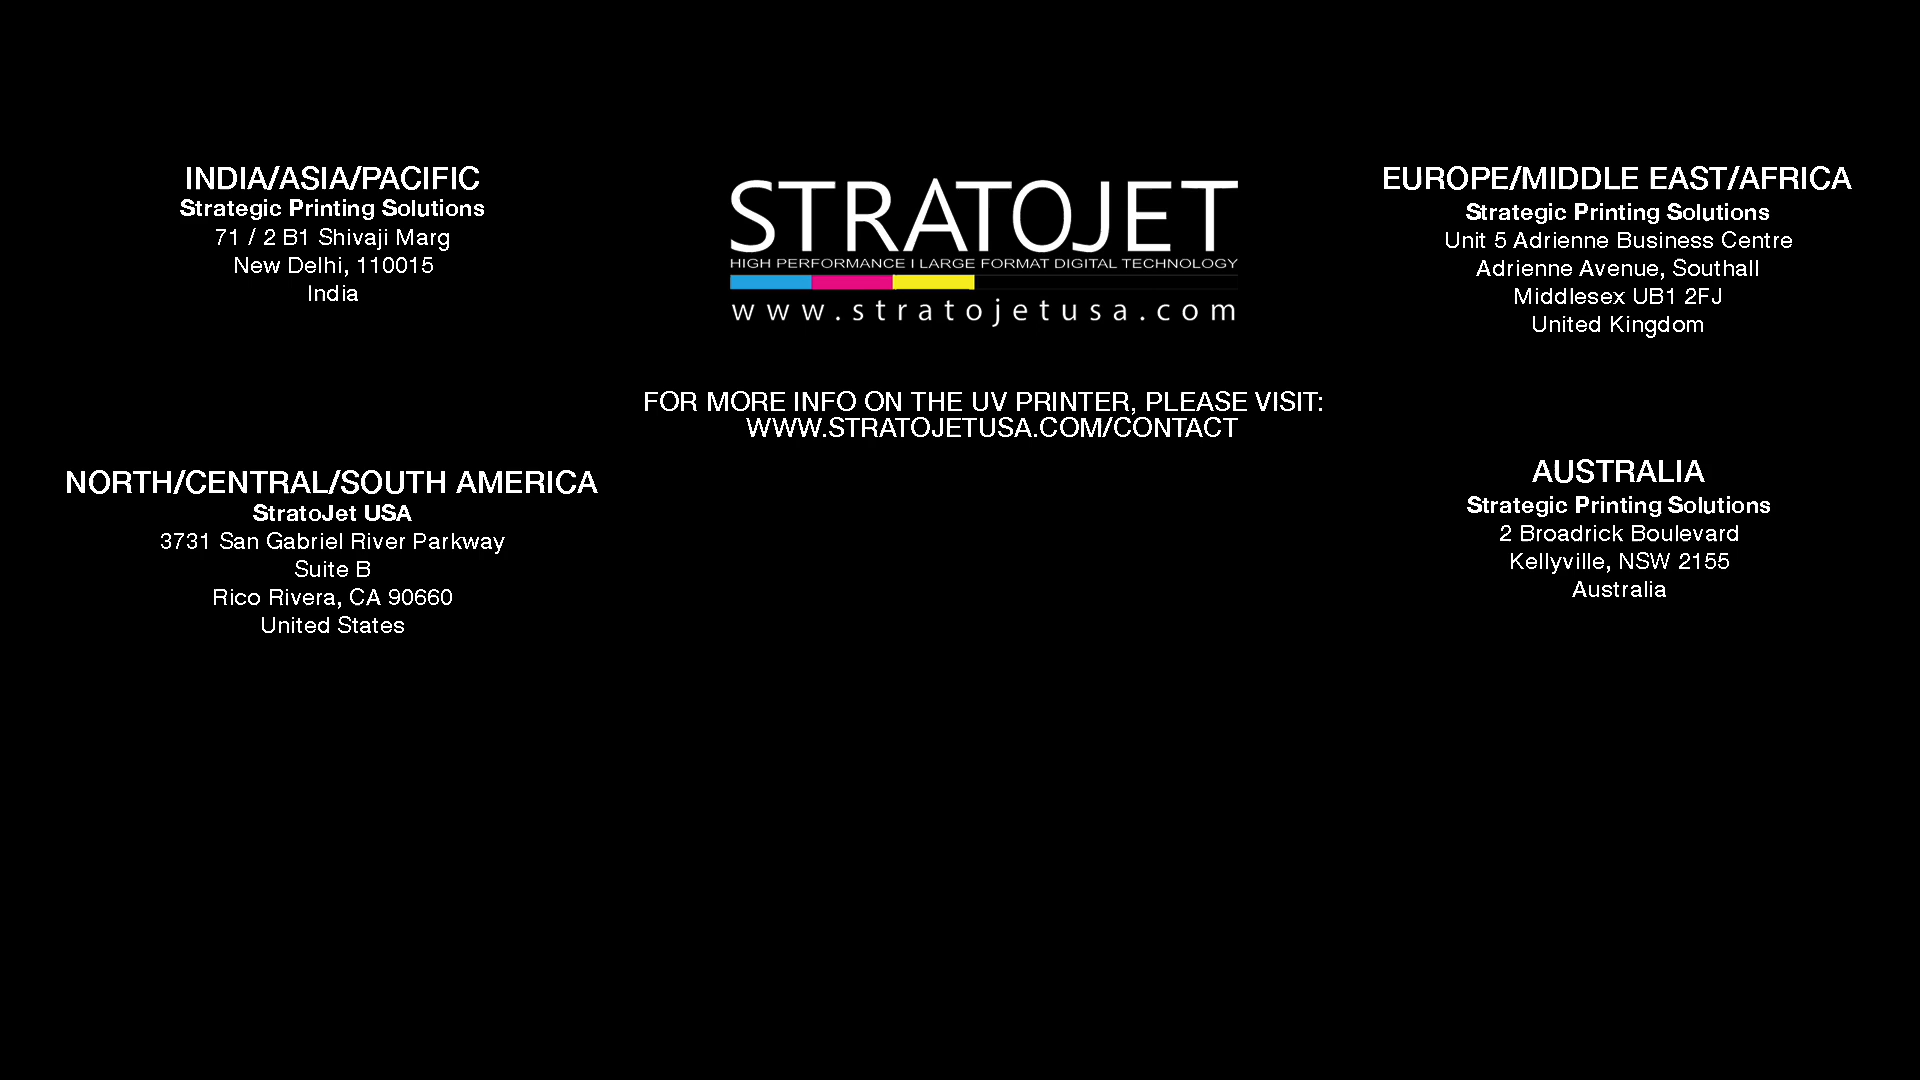 INDIA/ASIA/PACIFIC
Strategic Printing Solutions
71 / 2 B1 Shivaji Marg
New Delhi, 110015
India
STRATOJET
HIGH PERFORMANCE I LARGE FORMAT DIGITAL TECHNOLOGY
www.stratojetusa.com
EUROPE/MIDDLE EAST/AFRICA
Strategic Printing Solutions
Unit 5 Adrienne Business Centre
Adrienne Avenue, Southall
Middlesex UB1 2FJ
United Kingdom
FOR MORE INFO ON THE UV PRINTER, PLEASE VISIT:
WWW.STRATOJETUSA.COM/CONTACT
NORTH/CENTRAL/SOUTH AMERICA
StratoJet USA
3731 San Gabriel River Parkway
Suite B
Rico Rivera, CA 90660
United States
AUSTRALIA
Strategic Printing Solutions
2 Broadrick Boulevard
Kellyville, NSW 2155
Australia